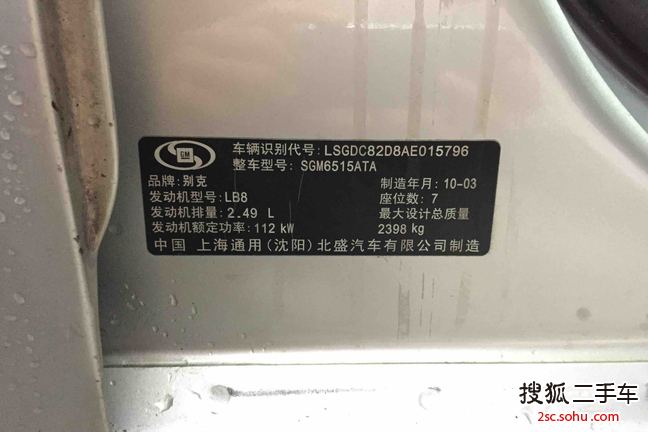 GM
车辆识别代号: LSGDC82D8AE015796
整车型号: SGM6515ATA
品牌: 别克 制造年月: 10-03
发动机型号: LB8 座位数: 7
发动机排量: 2.49 L 最大设计总质量
发动机额定功率: 112 kW 2398 kg
中国 上海通用(沈阳)北盛汽车有限公司制造
搜狐 二手车
2sc.sohu.com